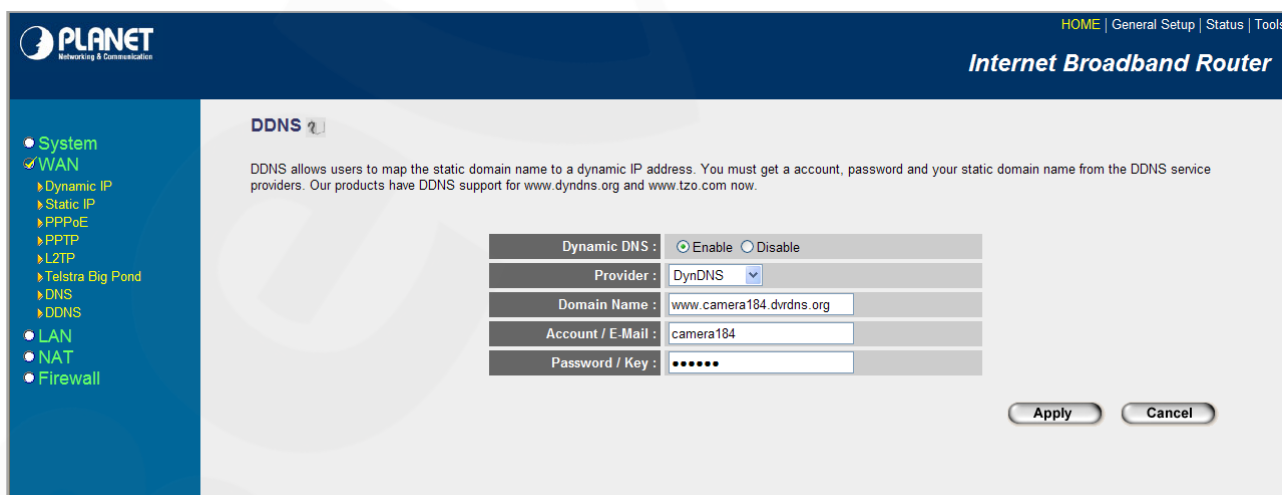 PLANET
Networking & Communication
HOME | General Setup | Status | Tools
Internet Broadband Router
System
WAN
Dynamic IP
Static IP
PPPoE
PPTP
L2TP
Telstra Big Pond
DNS
DDNS
LAN
NAT
Firewall
DDNS
DDNS allows users to map the static domain name to a dynamic IP address. You must get a account, password and your static domain name from the DDNS service
providers. Our products have DDNS support for www.dyndns.org and www.tzo.com now.
Dynamic DNS : Enable Disable
Provider : DynDNS
Domain Name : www.camera184.dvrdns.org
Account / E-Mail : camera184
Password / Key : ••••••
Apply Cancel